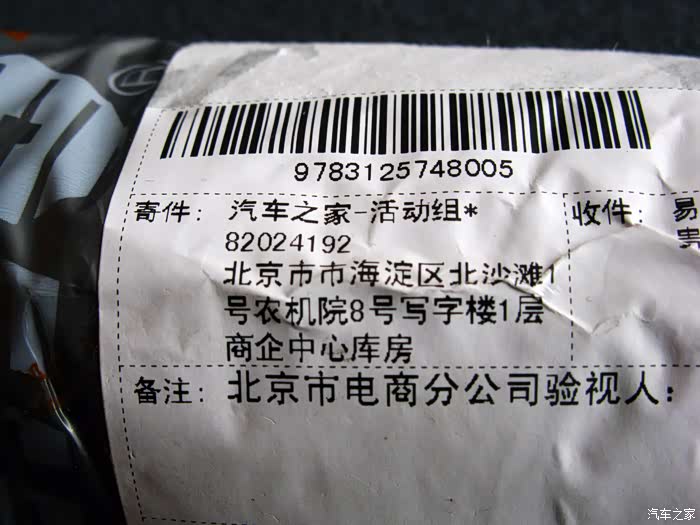 ®
9783125748005
寄件: 汽车之家-活动组*
82024192
北京市市海淀区北沙滩1
号农机院8号写字楼1层
商企中心库房
收件: 易
贵
备注: 北京市电商分公司验视人:
汽车之家